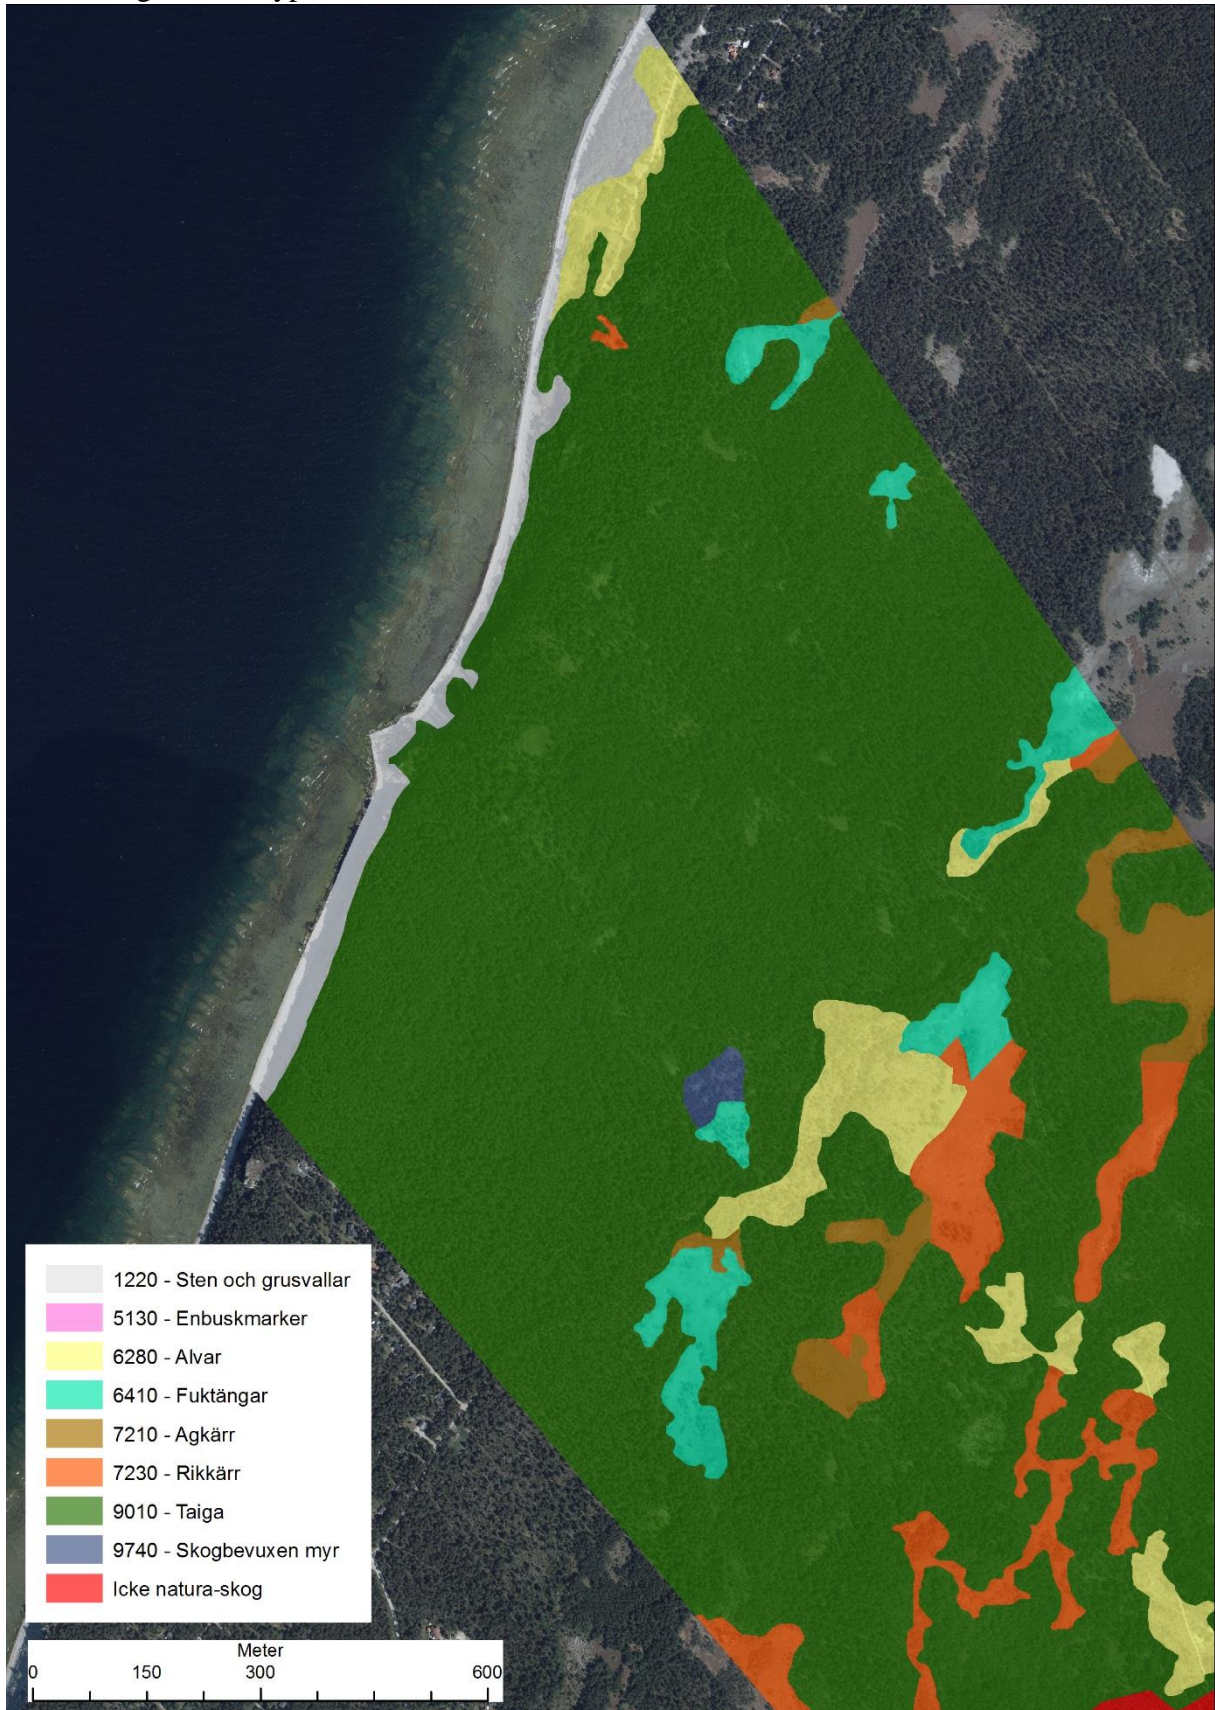 1220 - Sten och grusvallar
5130 - Enbuskmarker
6280 - Alvar
6410 - Fuktängar
7210 - Agkärr
7230 - Rikkärr
9010 - Taiga
9740 - Skogbevuxen myr
Icke natura-skog
Meter
0 150 300 600